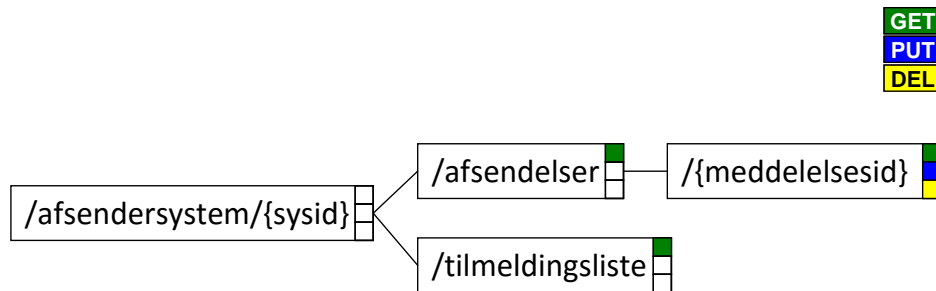 GET
PUT
DEL
/afsendelser
/{meddelelsesid}
/afsendersystem/{sysid}
/tilmeldingsliste